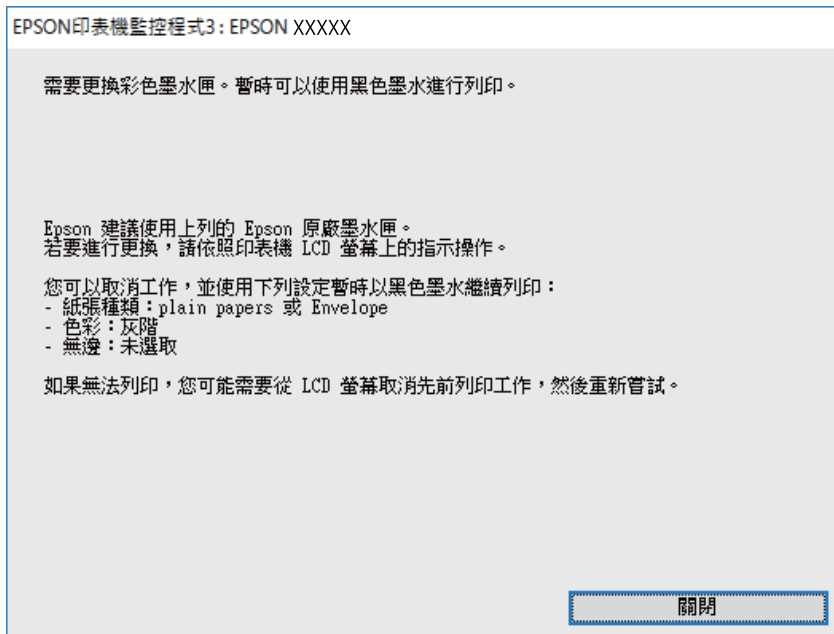 EPSON印表機監控程式3 : EPSON XXXXX
需要更換彩色墨水匣。暫時可以使用黑色墨水進行列印。
Epson 建議使用上列的 Epson 原廠墨水匣。
若要進行更換，請依照印表機 LCD 螢幕上的指示操作。
您可以取消工作，並使用下列設定暫時以黑色墨水繼續列印：
- 紙張種類：plain papers 或 Envelope
- 色彩：灰階
- 無邊：未選取
如果無法列印，您可能需要從 LCD 螢幕取消先前列印工作，然後重新嘗試。
關閉